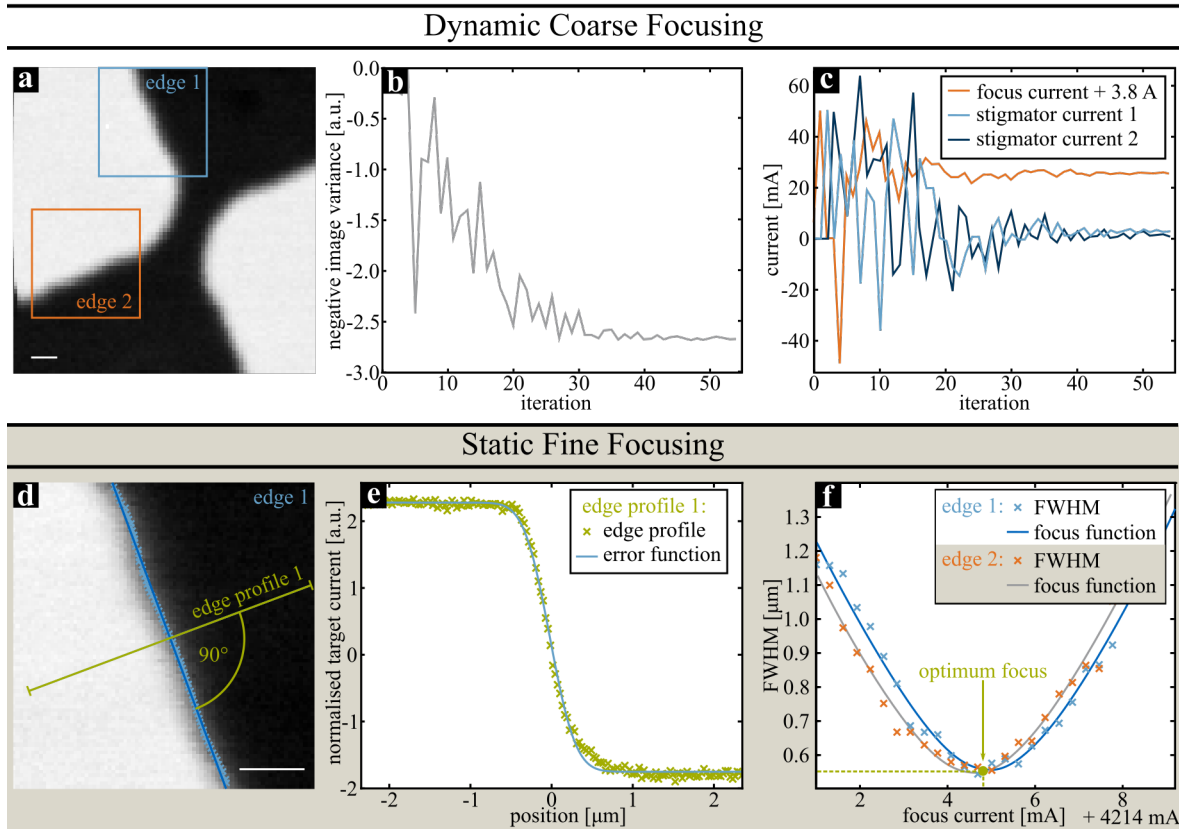 Dynamic Coarse Focusing
a
edge 1
edge 2
b
negative image variance [a.u.]
0.0
-0.5
-1.0
-1.5
-2.0
-2.5
-3.0
0 10 20 30 40 50
iteration
c
focus current + 3.8 A
stigmator current 1
stigmator current 2
current [mA]
60
40
20
0
-20
-40
0 10 20 30 40 50
iteration
Static Fine Focusing
d
edge 1
edge profile 1
90°
e
edge profile 1:
edge profile
error function
normalised target current [a.u.]
2
1
0
-1
-2
-2 -1 0 1 2
position [μm]
f
edge 1: FWHM
focus function
edge 2: FWHM
focus function
optimum focus
FWHM [μm]
1.3
1.2
1.1
1.0
0.9
0.8
0.7
0.6
2 4 6 8
focus current [mA] + 4214 mA